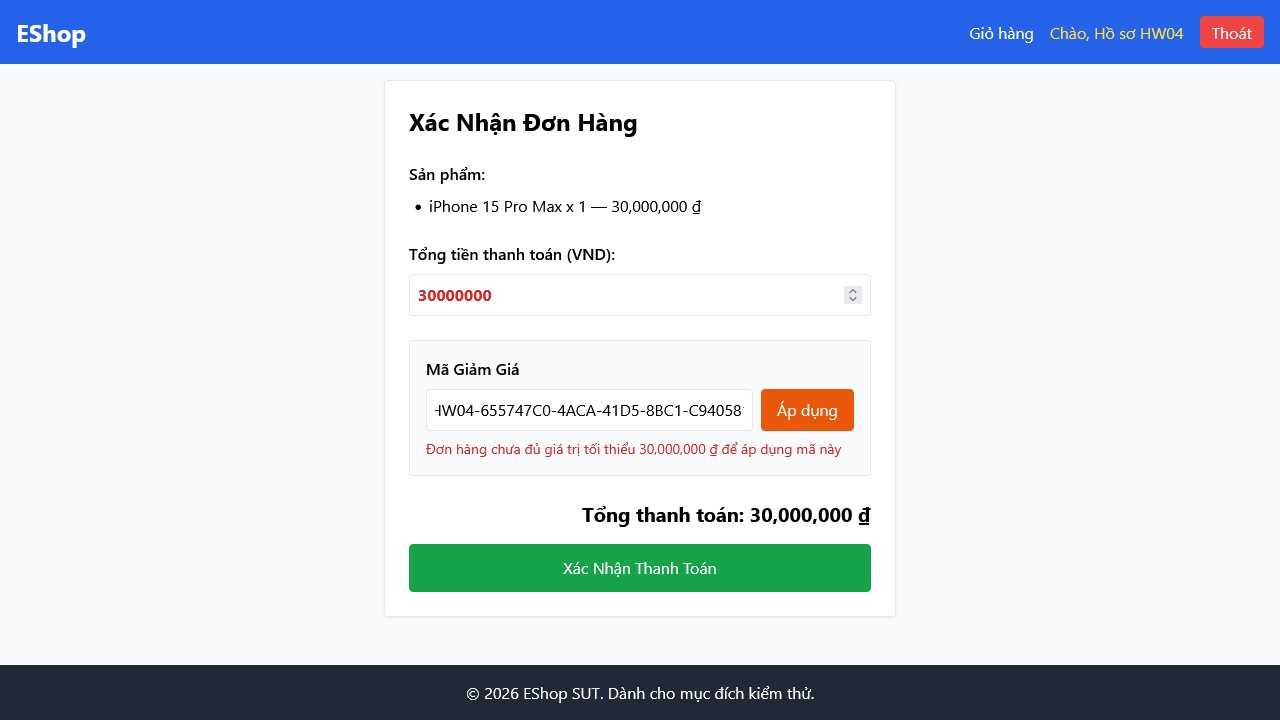 EShop
Giỏ hàng
Chào, Hồ sơ HW04
Thoát
Xác Nhận Đơn Hàng
Sản phẩm:
• iPhone 15 Pro Max x 1 — 30,000,000 ₫
Tổng tiền thanh toán (VND):
30000000
Mã Giảm Giá
HW04-655747C0-4ACA-41D5-8BC1-C94058
Áp dụng
Đơn hàng chưa đủ giá trị tối thiểu 30,000,000 ₫ để áp dụng mã này
Tổng thanh toán: 30,000,000 ₫
Xác Nhận Thanh Toán
© 2026 EShop SUT. Dành cho mục đích kiểm thử.